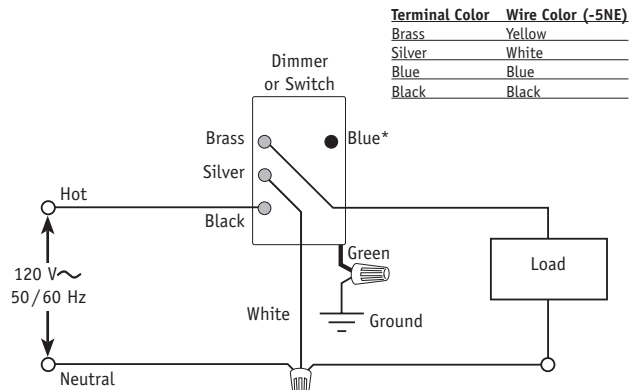 Terminal Color Wire Color (-5NE)
Brass Yellow
Silver White
Blue Blue
Black Black
Dimmer
or Switch
Brass
Blue*
Silver
Hot
Black
Green
120 V~
50/60 Hz
Load
White
Ground
Neutral